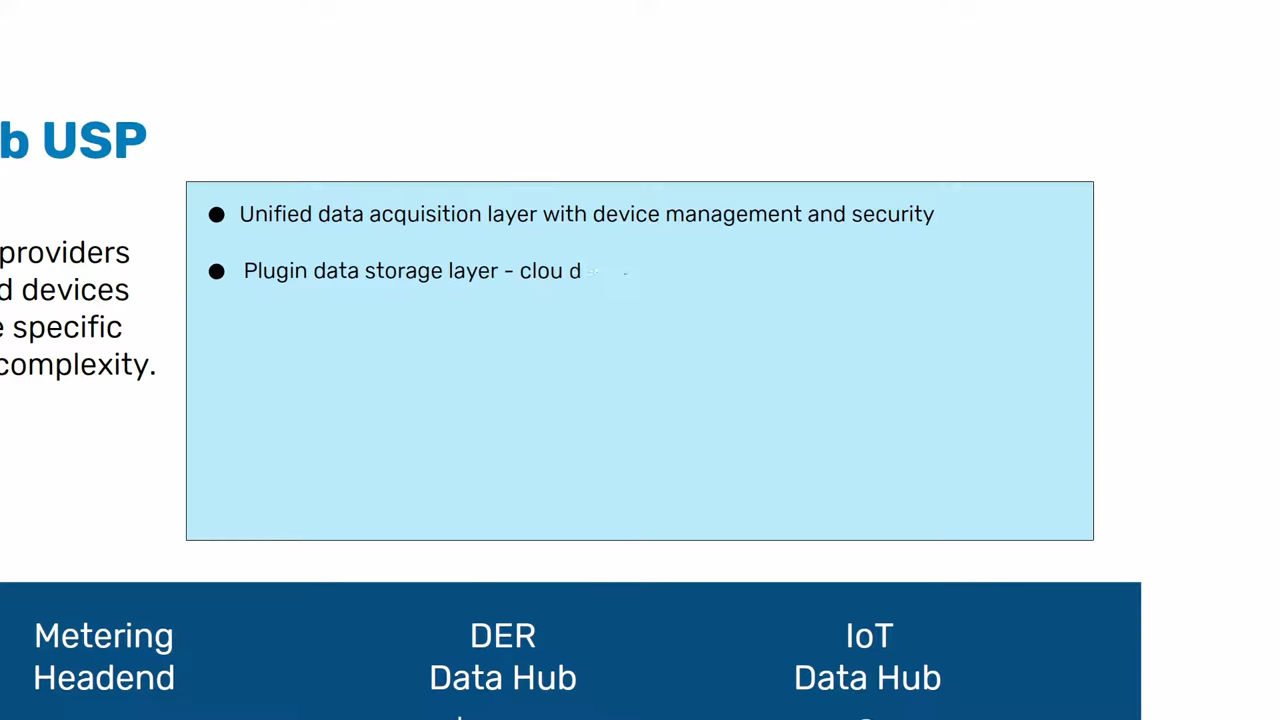 b USP
Unified data acquisition layer with device management and security
providers
d devices
Plugin data storage layer - clou d
e specific
complexity.
Metering
Headend
DER
Data Hub
IoT
Data Hub